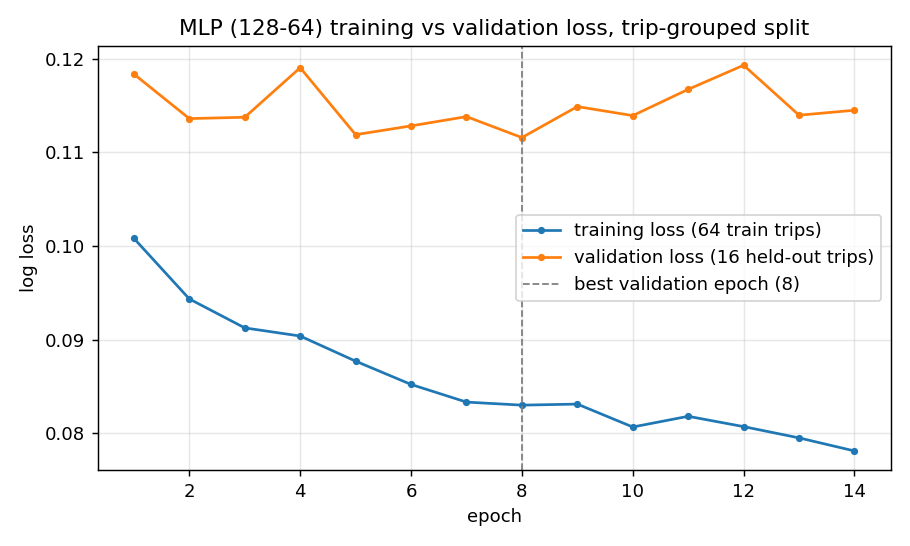 MLP (128-64) training vs validation loss, trip-grouped split
0.12
0.11
0.10
0.09
0.08
log loss
training loss (64 train trips)
validation loss (16 held-out trips)
best validation epoch (8)
2 4 6 8 10 12 14
epoch